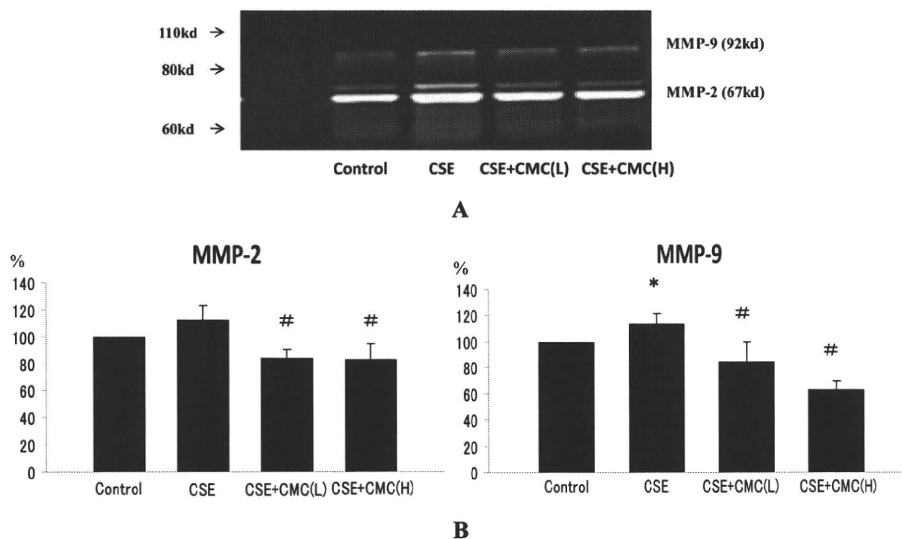 110kd →
80kd →
60kd →
MMP-9 (92kd)
MMP-2 (67kd)
Control CSE CSE+CMC(L) CSE+CMC(H)
A
MMP-2
%
140
120
100
80
60
40
20
0
# #
Control CSE CSE+CMC(L) CSE+CMC(H)
MMP-9
%
140
120
100
80
60
40
20
0
* # #
Control CSE CSE+CMC(L) CSE+CMC(H)
B